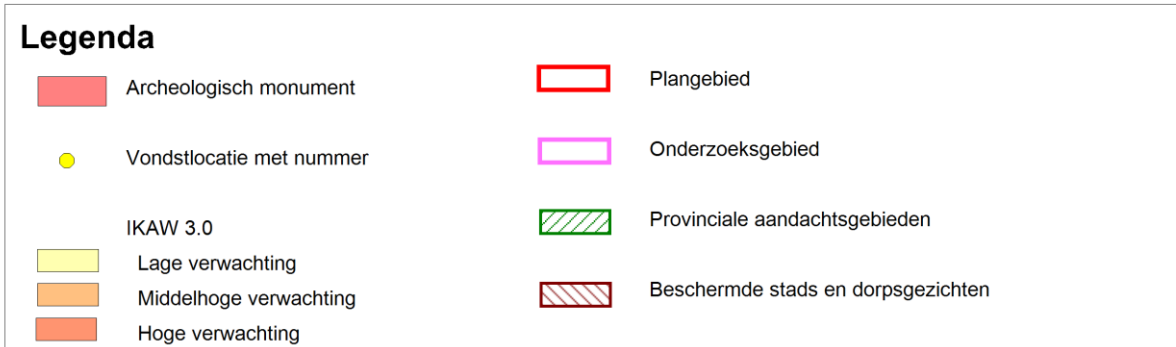 Legenda
Archeologisch monument
Vondstlocatie met nummer
IKAW 3.0
Lage verwachting
Middelhoge verwachting
Hoge verwachting
Plangebied
Onderzoeksgebied
Provinciale aandachtsgebieden
Beschermde stads en dorpsgezichten